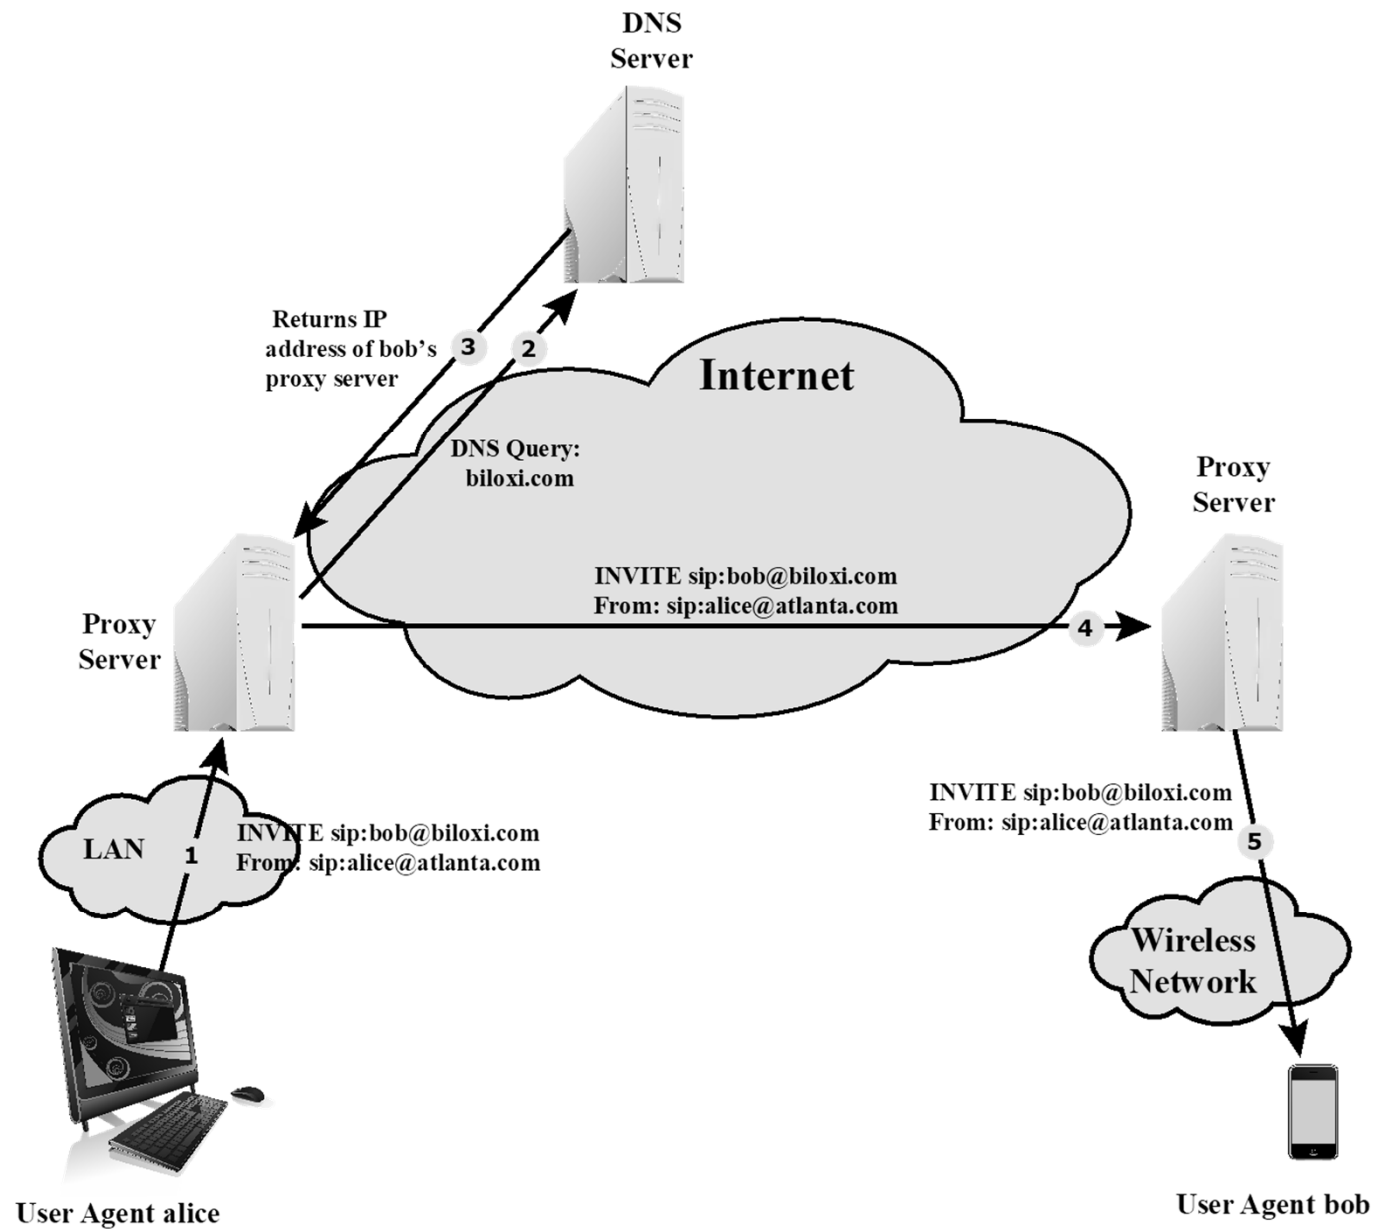 DNS
Server
Returns IP
address of bob's
proxy server
3
2
Internet
DNS Query:
biloxi.com
Proxy
Server
INVITE sip:bob@biloxi.com
From: sip:alice@atlanta.com
4
Proxy
Server
LAN
1
INVITE sip:bob@biloxi.com
From: sip:alice@atlanta.com
INVITE sip:bob@biloxi.com
From: sip:alice@atlanta.com
5
Wireless
Network
User Agent alice
User Agent bob